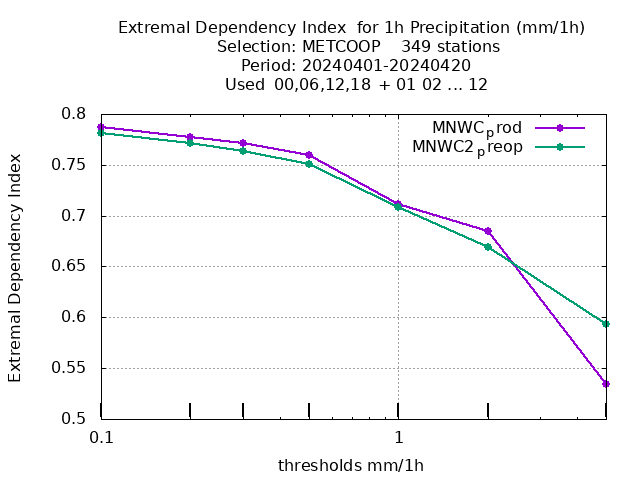 Extremal Dependency Index  for 1h Precipitation (mm/1h)
Selection: METCOOP    349 stations
Period: 20240401-20240420
Used  00,06,12,18  + 01 02 ... 12
MNWCprod
MNWC2preop
0.8
0.75
0.7
0.65
0.6
0.55
0.5
0.1
1
Extremal Dependency Index
thresholds mm/1h